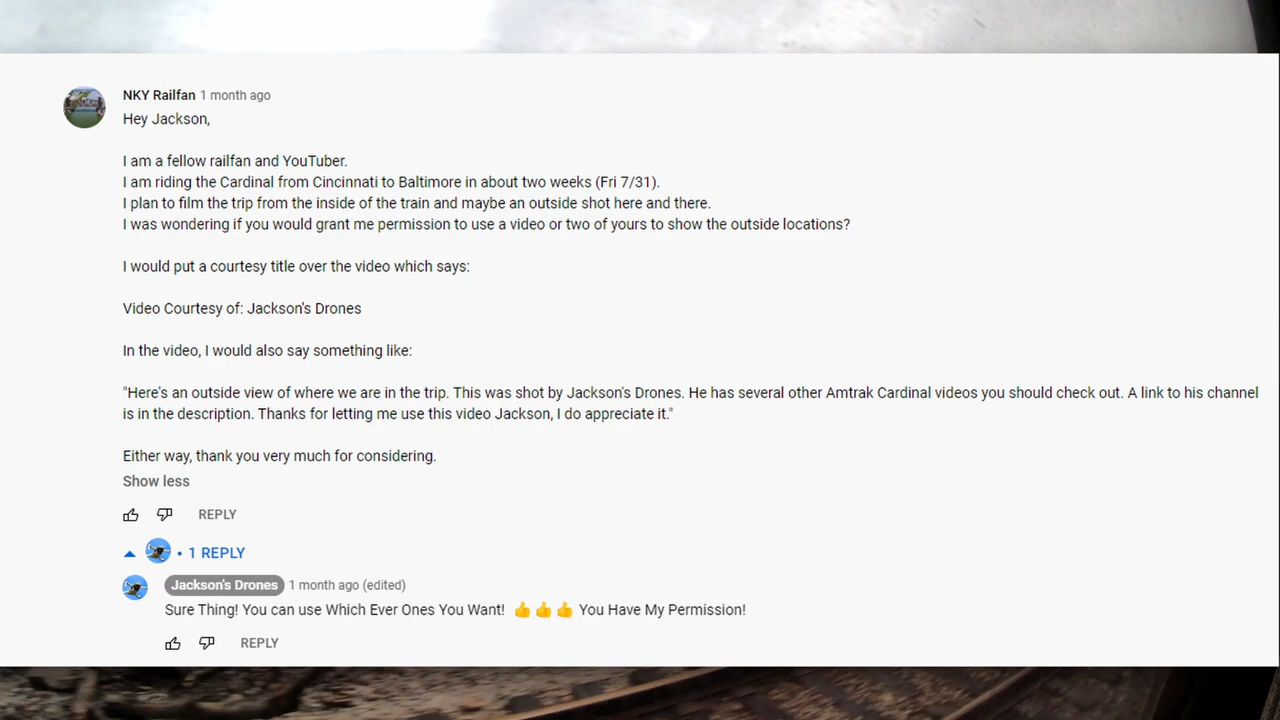 NKY Railfan 1 month ago
Hey Jackson,
I am a fellow railfan and YouTuber.
I am riding the Cardinal from Cincinnati to Baltimore in about two weeks (Fri 7/31).
I plan to film the trip from the inside of the train and maybe an outside shot here and there.
I was wondering if you would grant me permission to use a video or two of yours to show the outside locations?
I would put a courtesy title over the video which says:
Video Courtesy of: Jackson's Drones
In the video, I would also say something like:
"Here's an outside view of where we are in the trip. This was shot by Jackson's Drones. He has several other Amtrak Cardinal videos you should check out. A link to his channel
is in the description. Thanks for letting me use this video Jackson, I do appreciate it."
Either way, thank you very much for considering.
Show less
REPLY
• 1 REPLY
Jackson's Drones 1 month ago (edited)
Sure Thing! You can use Which Ever Ones You Want! 👍👍👍 You Have My Permission!
REPLY